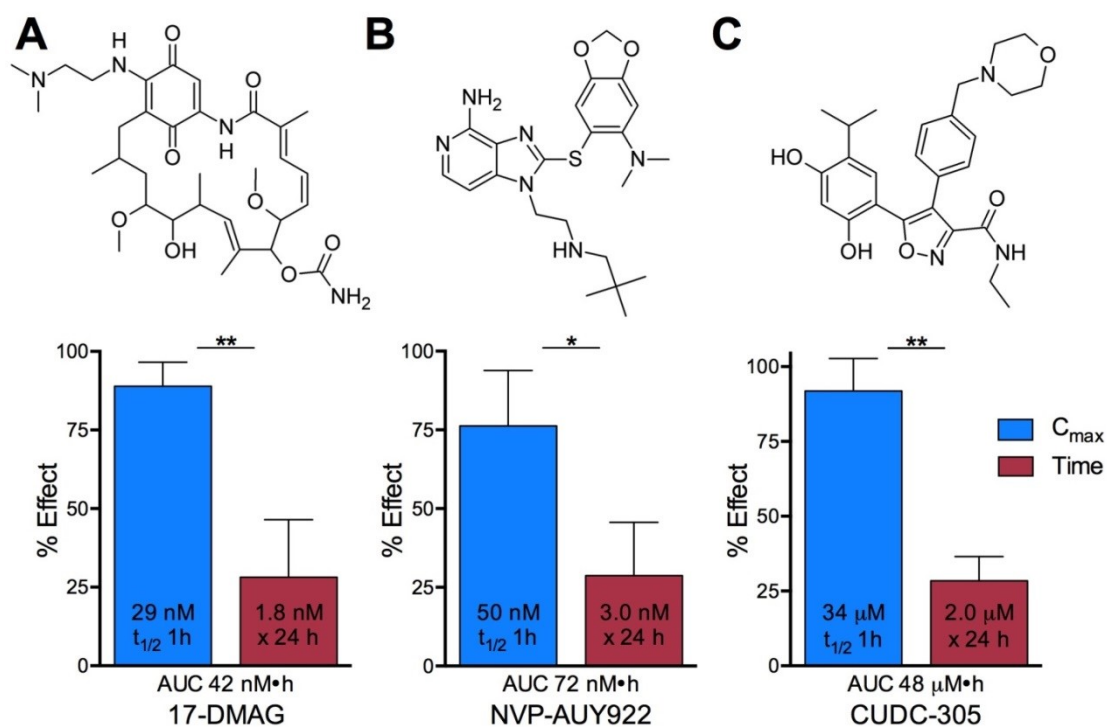 A
B
C
H
N
O
O
N
N
H
O
O
O
O
OH
O
O
NH₂
NH₂
N
N
N
S
O
O
N
HN
N
O
HO
OH
O
N
O
N
H
% Effect
100
75
50
25
0
**
29 nM
t1/2 1h
1.8 nM
x 24 h
AUC 42 nM•h
17-DMAG
% Effect
100
75
50
25
0
*
50 nM
t1/2 1h
3.0 nM
x 24 h
AUC 72 nM•h
NVP-AUY922
% Effect
100
75
50
25
0
**
34 µM
t1/2 1h
2.0 µM
x 24 h
AUC 48 µM•h
CUDC-305
Cmax
Time